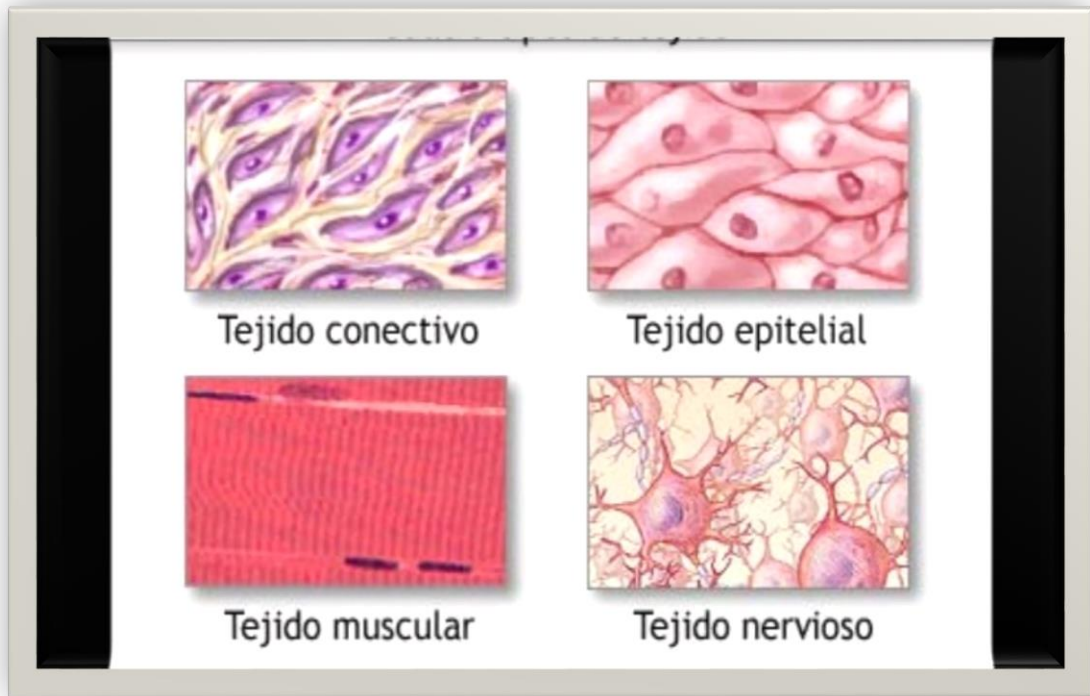 Tejido conectivo
Tejido epitelial
Tejido muscular
Tejido nervioso